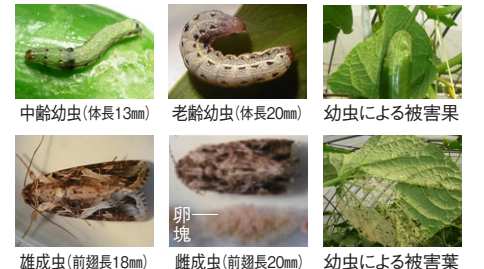 中齢幼虫(体長13㎜)
老齢幼虫(体長20㎜)
幼虫による被害果
卵
塊
雄成虫(前翅長18㎜)
雌成虫(前翅長20㎜)
幼虫による被害葉